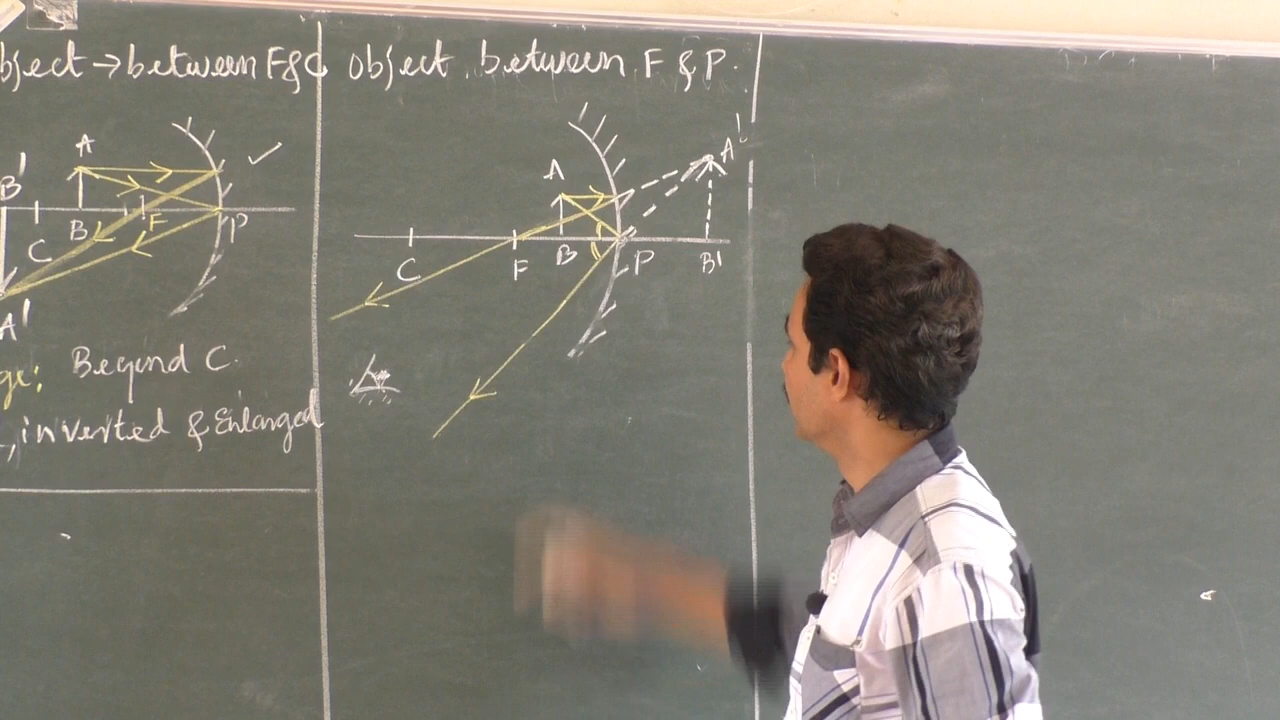 bject → between F & C
A
B'
C
B
F
P
A'
ge: Beyond C.
, inverted & Enlarged
object between F & P.
A
A'
C
F
B
P
B'